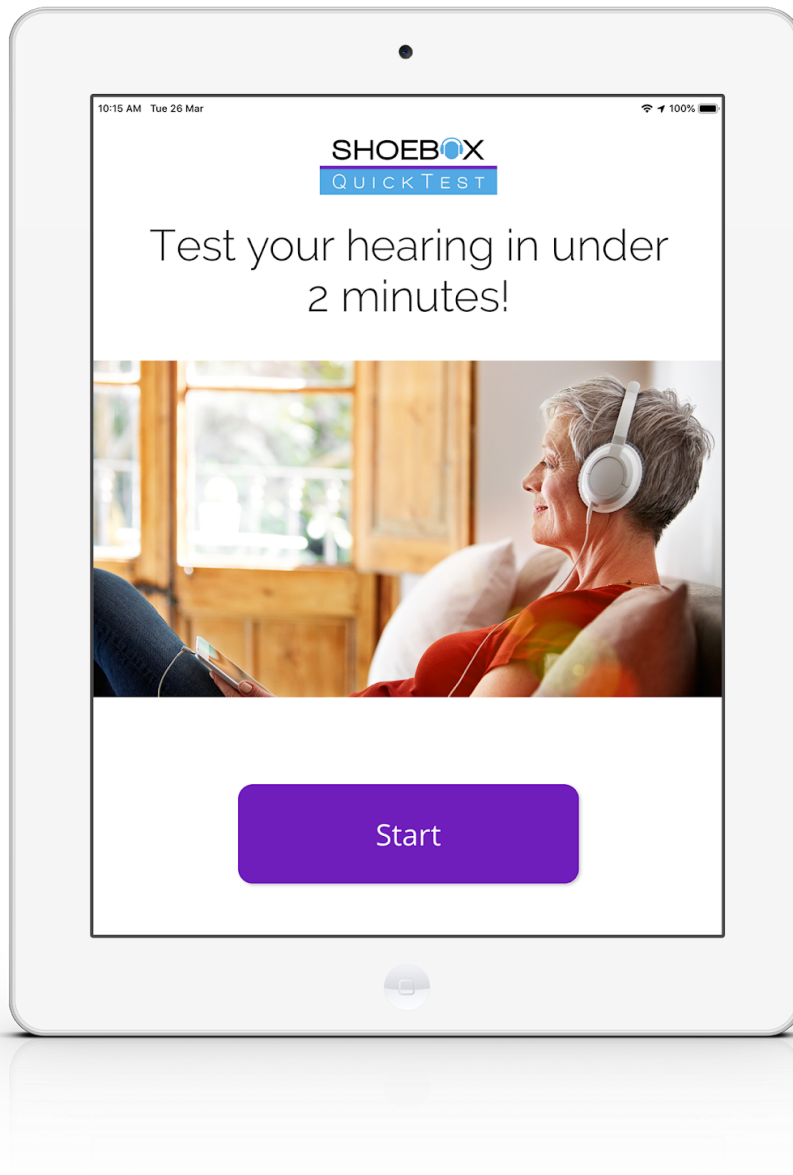 10:15 AM Tue 26 Mar 100%
SHOEBOX
QUICKTEST
Test your hearing in under
2 minutes!
Start